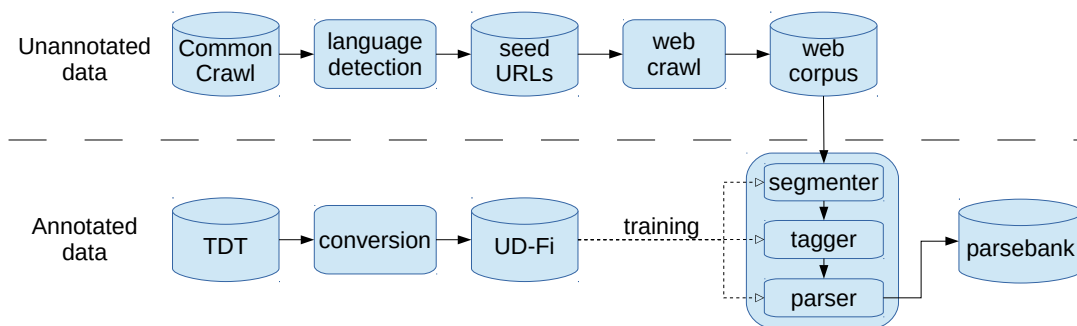 Unannotated
data
Common
Crawl
language
detection
seed
URLs
web
crawl
web
corpus
Annotated
data
TDT
conversion
UD-Fi
training
segmenter
tagger
parser
parsebank